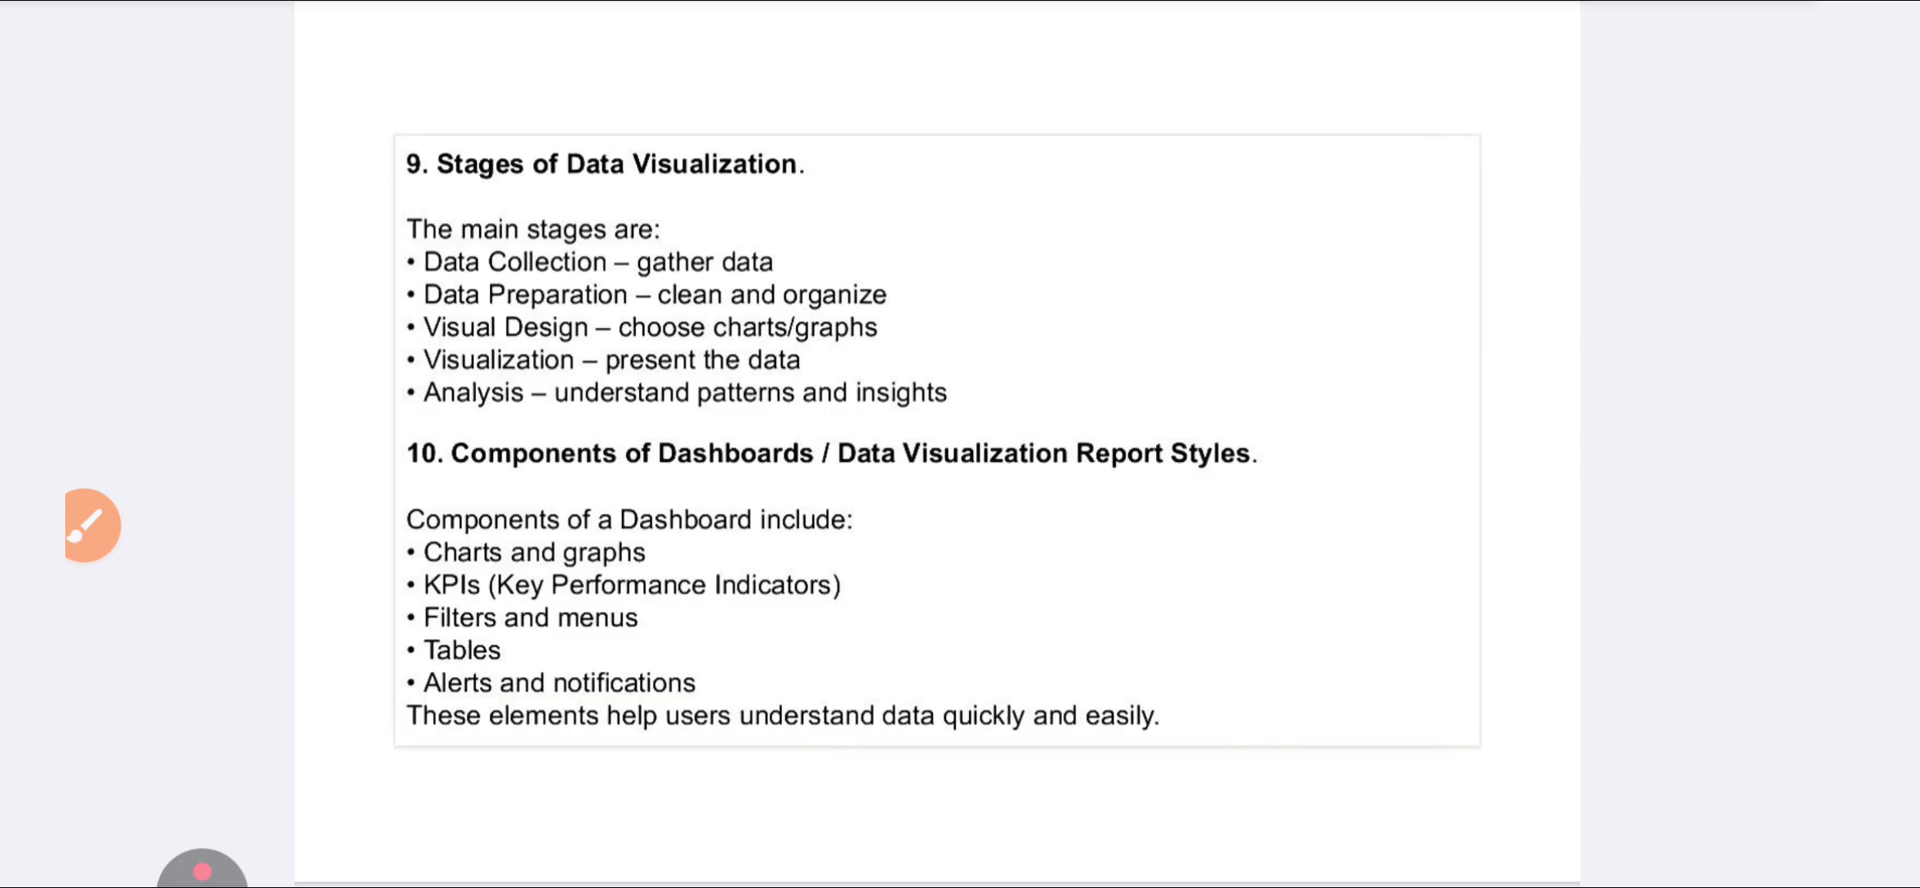 9. Stages of Data Visualization.
The main stages are:
• Data Collection – gather data
• Data Preparation – clean and organize
• Visual Design – choose charts/graphs
• Visualization – present the data
• Analysis – understand patterns and insights
10. Components of Dashboards / Data Visualization Report Styles.
Components of a Dashboard include:
• Charts and graphs
• KPIs (Key Performance Indicators)
• Filters and menus
• Tables
• Alerts and notifications
These elements help users understand data quickly and easily.